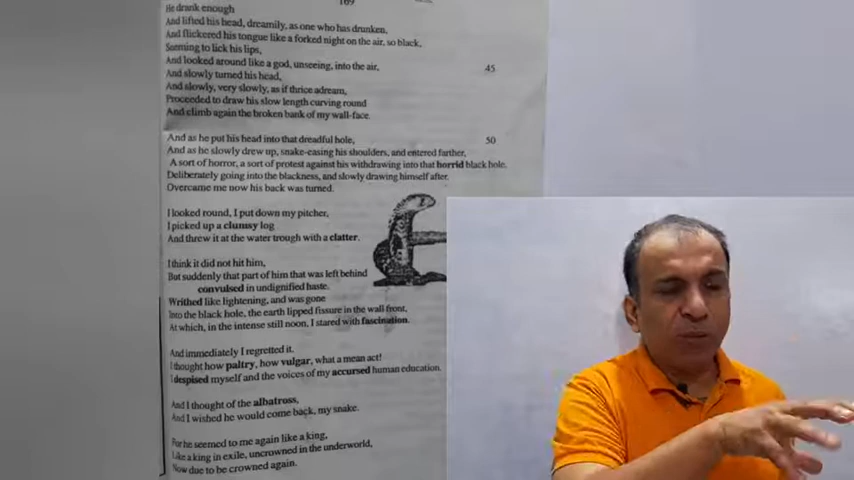 169
He drank enough
And lifted his head, dreamily, as one who has drunken,
And flickered his tongue like a forked night on the air, so black,
Seeming to lick his lips,
And looked around like a god, unseeing, into the air,
45
And slowly turned his head,
And slowly, very slowly, as if thrice adream,
Proceeded to draw his slow length curving round
And climb again the broken bank of my wall-face.
And as he put his head into that dreadful hole,
50
And as he slowly drew up, snake-easing his shoulders, and entered farther,
A sort of horror, a sort of protest against his withdrawing into that horrid black hole,
Deliberately going into the blackness, and slowly drawing himself after,
Overcame me now his back was turned.
I looked round, I put down my pitcher,
I picked up a clumsy log
And threw it at the water trough with a clatter.
I think it did not hit him,
But suddenly that part of him that was left behind
convulsed in undignified haste.
Writhed like lightening, and was gone
Into the black hole, the earth lipped fissure in the wall front,
At which, in the intense still noon, I stared with fascination.
And immediately I regretted it.
I thought how paltry, how vulgar, what a mean act!
I despised myself and the voices of my accursed human education.
And I thought of the albatross,
And I wished he would come back, my snake.
For he seemed to me again like a king,
Like a king in exile, uncrowned in the underworld,
Now due to be crowned again.